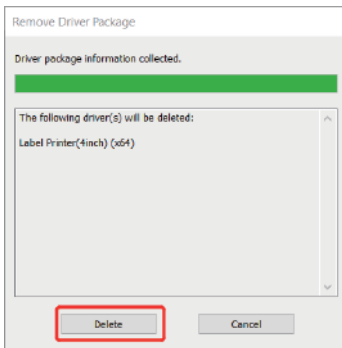 Remove Driver Package
Driver package information collected.
The following driver(s) will be deleted:
Label Printer(4inch) (x64)
Delete
Cancel